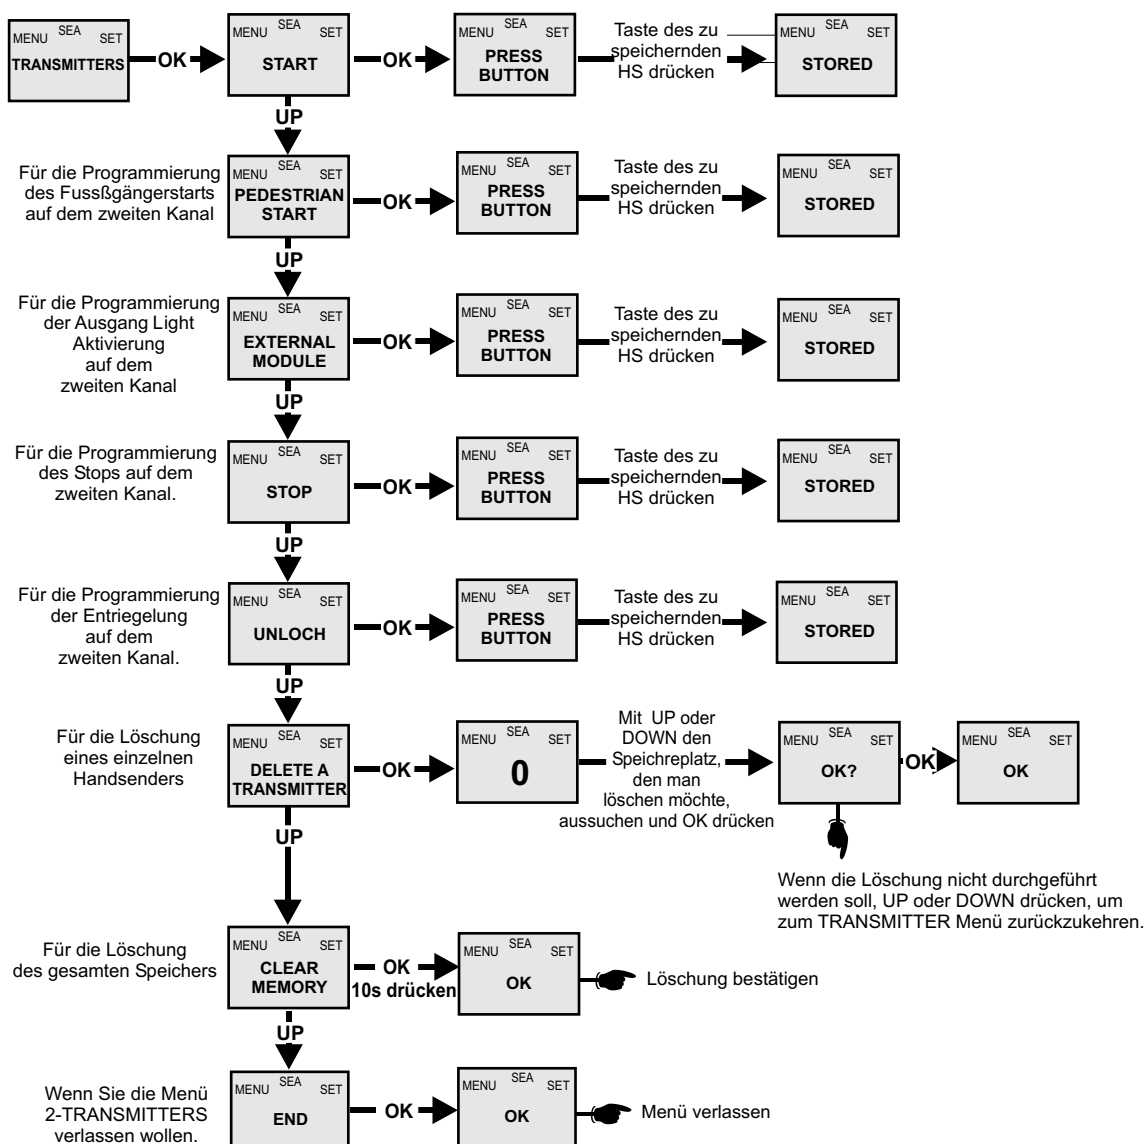 MENU SEA SET
TRANSMITTERS
OK
MENU SEA SET
START
OK
MENU SEA SET
PRESS
BUTTON
Taste des zu
speichernden
HS drücken
MENU SEA SET
STORED
UP
Für die Programmierung
des Fussßgängerstarts
auf dem zweiten Kanal
MENU SEA SET
PEDESTRIAN
START
OK
MENU SEA SET
PRESS
BUTTON
Taste des zu
speichernden
HS drücken
MENU SEA SET
STORED
UP
Für die Programmierung
der Ausgang Light
Aktivierung
auf dem
zweiten Kanal
MENU SEA SET
EXTERNAL
MODULE
OK
MENU SEA SET
PRESS
BUTTON
Taste des zu
speichernden
HS drücken
MENU SEA SET
STORED
UP
Für die Programmierung
des Stops auf dem
zweiten Kanal.
MENU SEA SET
STOP
OK
MENU SEA SET
PRESS
BUTTON
Taste des zu
speichernden
HS drücken
MENU SEA SET
STORED
UP
Für die Programmierung
der Entriegelung
auf dem
zweiten Kanal.
MENU SEA SET
UNLOCH
OK
MENU SEA SET
PRESS
BUTTON
Taste des zu
speichernden
HS drücken
MENU SEA SET
STORED
UP
Für die Löschung
eines einzelnen
Handsenders
MENU SEA SET
DELETE A
TRANSMITTER
OK
MENU SEA SET
0
Mit UP oder
DOWN den
Speichreplatz,
den man
löschen möchte,
aussuchen und OK drücken
MENU SEA SET
OK?
OK
MENU SEA SET
OK
Wenn die Löschung nicht durchgeführt
werden soll, UP oder DOWN drücken, um
zum TRANSMITTER Menü zurückzukehren.
UP
Für die Löschung
des gesamten Speichers
MENU SEA SET
CLEAR
MEMORY
OK
10s drücken
MENU SEA SET
OK
Löschung bestätigen
UP
Wenn Sie die Menü
2-TRANSMITTERS
verlassen wollen.
MENU SEA SET
END
OK
MENU SEA SET
OK
Menü verlassen